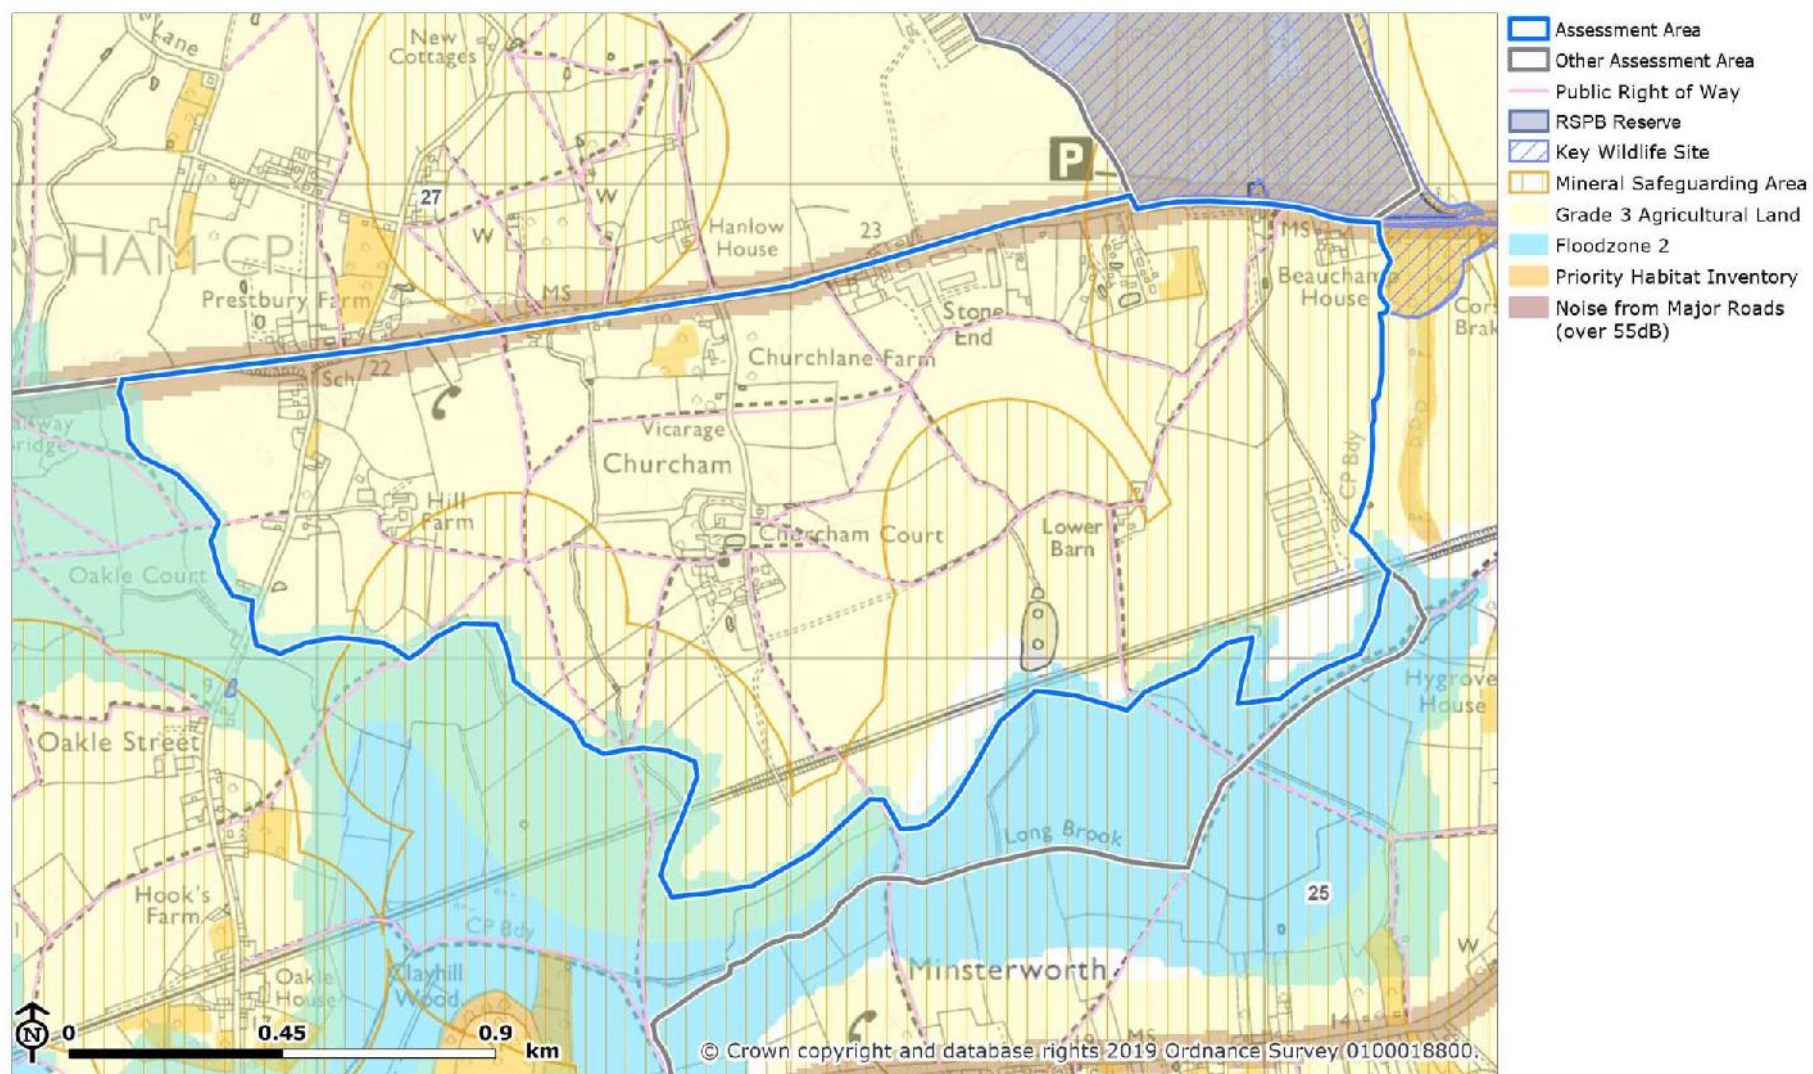 Lane
New
Cottages
P
27
W
W
Hanlow
House
23
RCHAM CP
MS
Prestbury Farm
MS
Beauchamp
House
Stone
End
Cors
Brak
Sch
22
Churchlane Farm
Vicarage
Churcham
CP Bdy
Hill
Farm
Churcham Court
Lower
Barn
Oakle Court
Hygrove
House
9
Oakle Street
Long Brook
25
Hook's
Farm
CP Bdy
Oakle
House
Clayhill
Wood
Minsterworth
W
MS
14
N
0 0.45 0.9
km
© Crown copyright and database rights 2019 Ordnance Survey 0100018800.
Assessment Area
Other Assessment Area
Public Right of Way
RSPB Reserve
Key Wildlife Site
Mineral Safeguarding Area
Grade 3 Agricultural Land
Floodzone 2
Priority Habitat Inventory
Noise from Major Roads
(over 55dB)